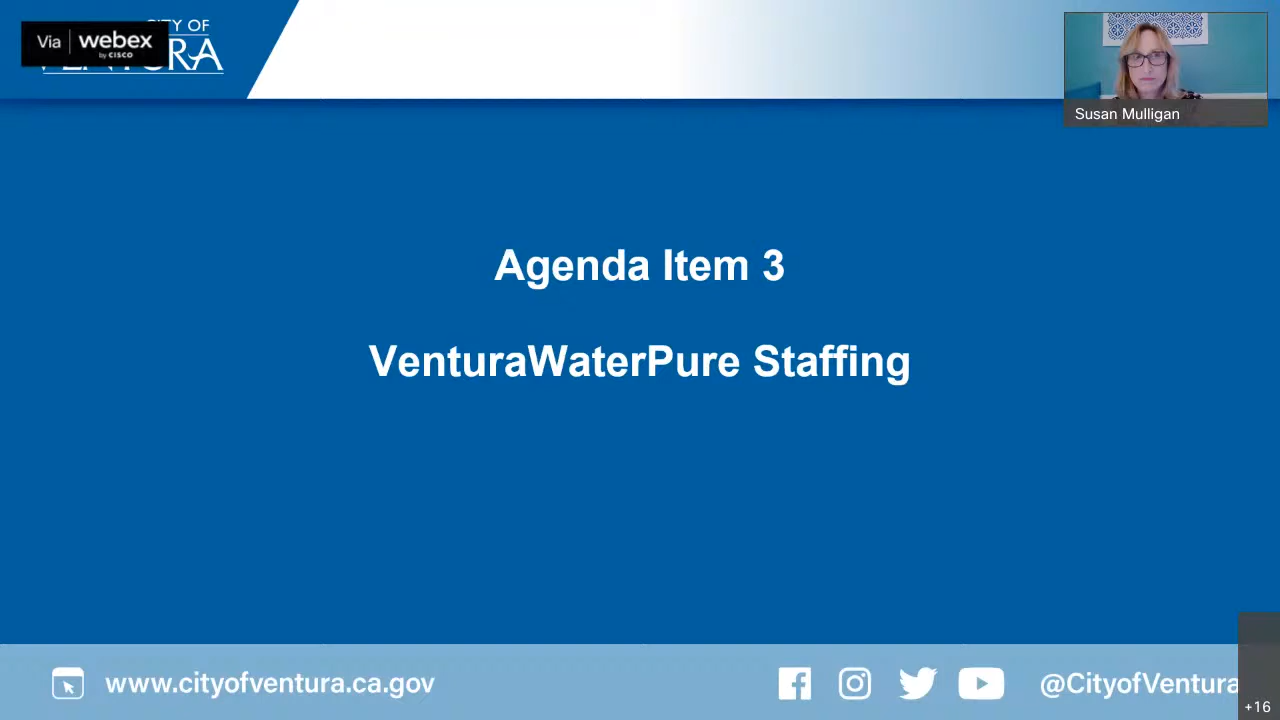 Via webex
by CISCO
CITY OF
VENTURA
Susan Mulligan
Agenda Item 3
VenturaWaterPure Staffing
www.cityofventura.ca.gov
@CityofVentura
+16